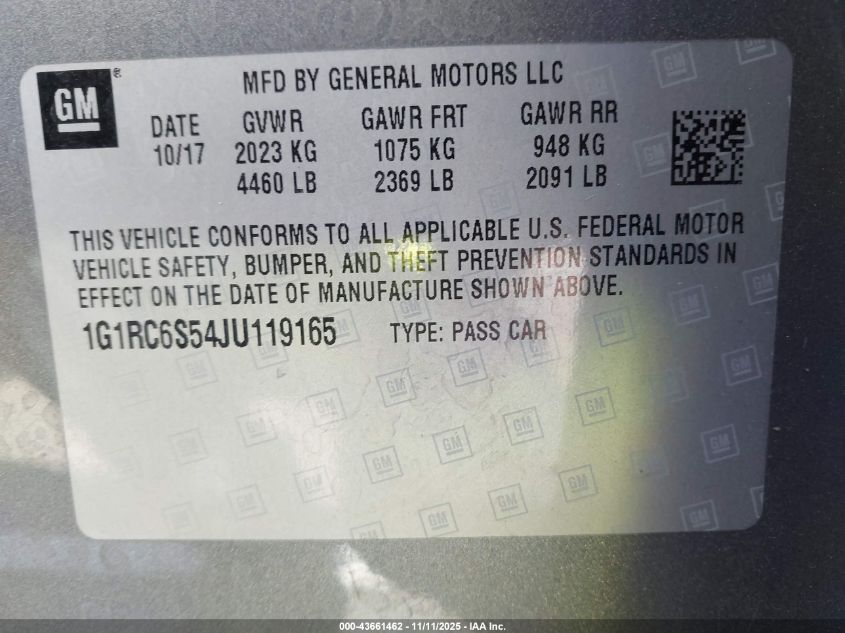 GM®
MFD BY GENERAL MOTORS LLC
DATE GVWR GAWR FRT GAWR RR
10/17 2023 KG 1075 KG 948 KG
4460 LB 2369 LB 2091 LB
THIS VEHICLE CONFORMS TO ALL APPLICABLE U.S. FEDERAL MOTOR
VEHICLE SAFETY, BUMPER, AND THEFT PREVENTION STANDARDS IN
EFFECT ON THE DATE OF MANUFACTURE SHOWN ABOVE.
1G1RC6S54JU119165 TYPE: PASS CAR
000-43661462 - 11/11/2025 - IAA Inc.